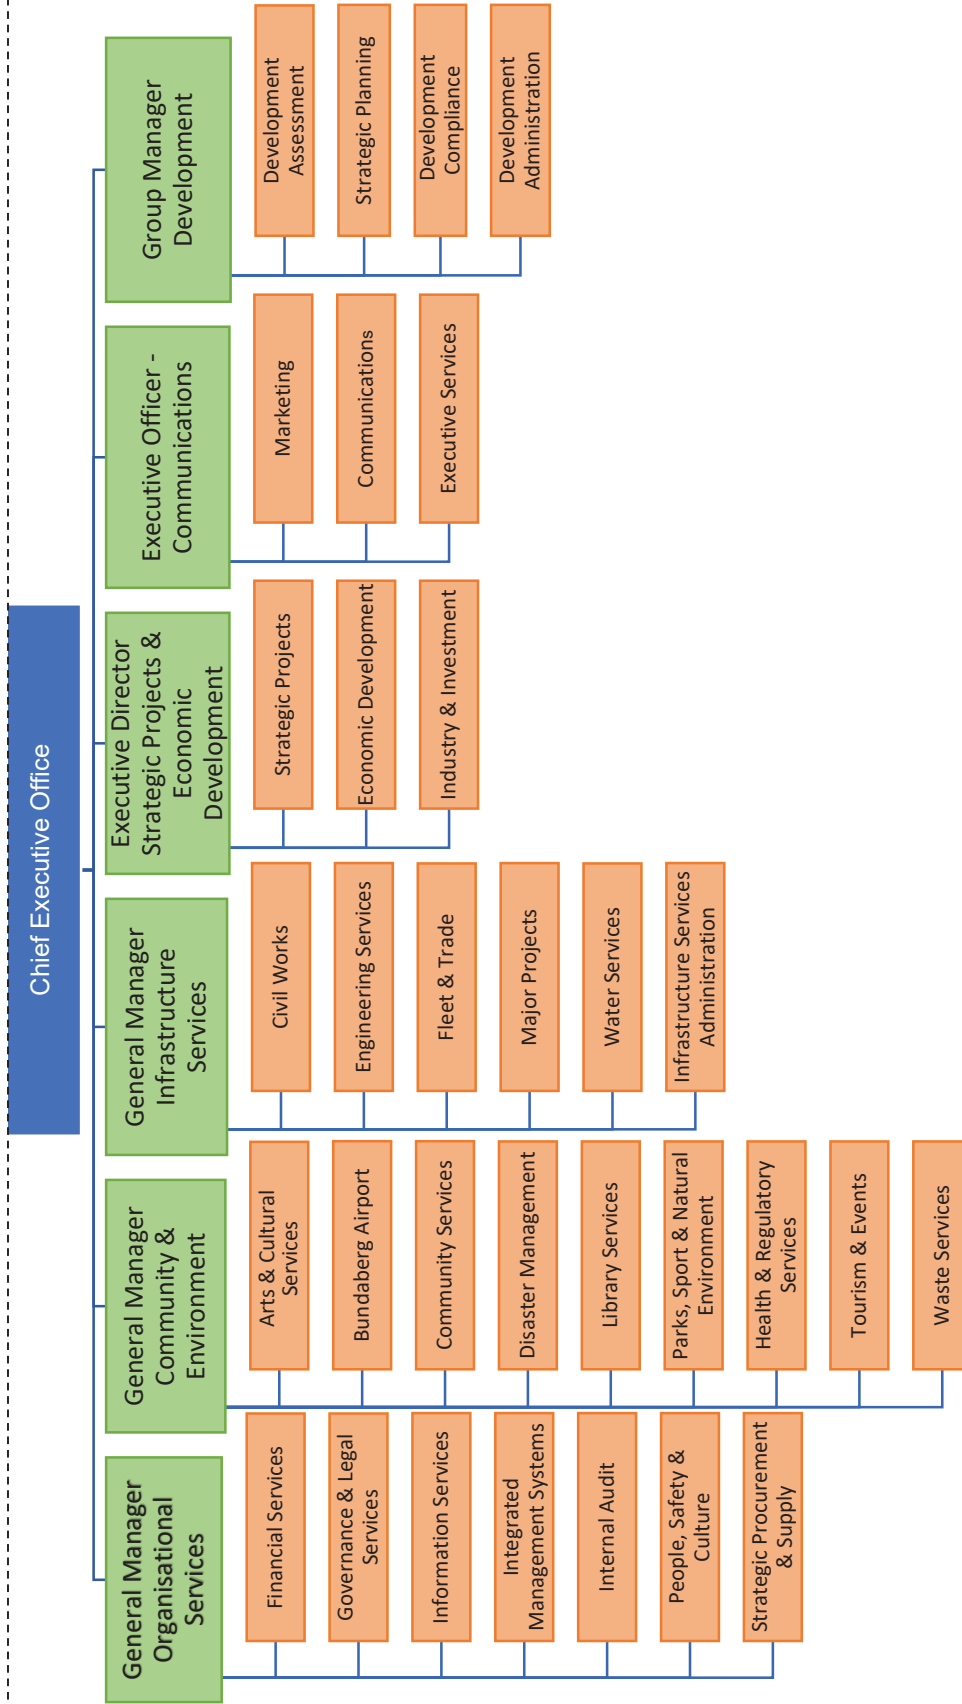 Chief Executive Office
General Manager
Organisational
Services
Financial Services
Governance & Legal
Services
Information Services
Integrated
Management Systems
Internal Audit
People, Safety &
Culture
Strategic Procurement
& Supply
General Manager
Community &
Environment
Arts & Cultural
Services
Bundaberg Airport
Community Services
Disaster Management
Library Services
Parks, Sport & Natural
Environment
Health & Regulatory
Services
Tourism & Events
Waste Services
General Manager
Infrastructure
Services
Civil Works
Engineering Services
Fleet & Trade
Major Projects
Water Services
Infrastructure Services
Administration
Executive Director
Strategic Projects &
Economic
Development
Strategic Projects
Economic Development
Industry & Investment
Executive Officer -
Communications
Marketing
Communications
Executive Services
Group Manager
Development
Development
Assessment
Strategic Planning
Development
Compliance
Development
Administration